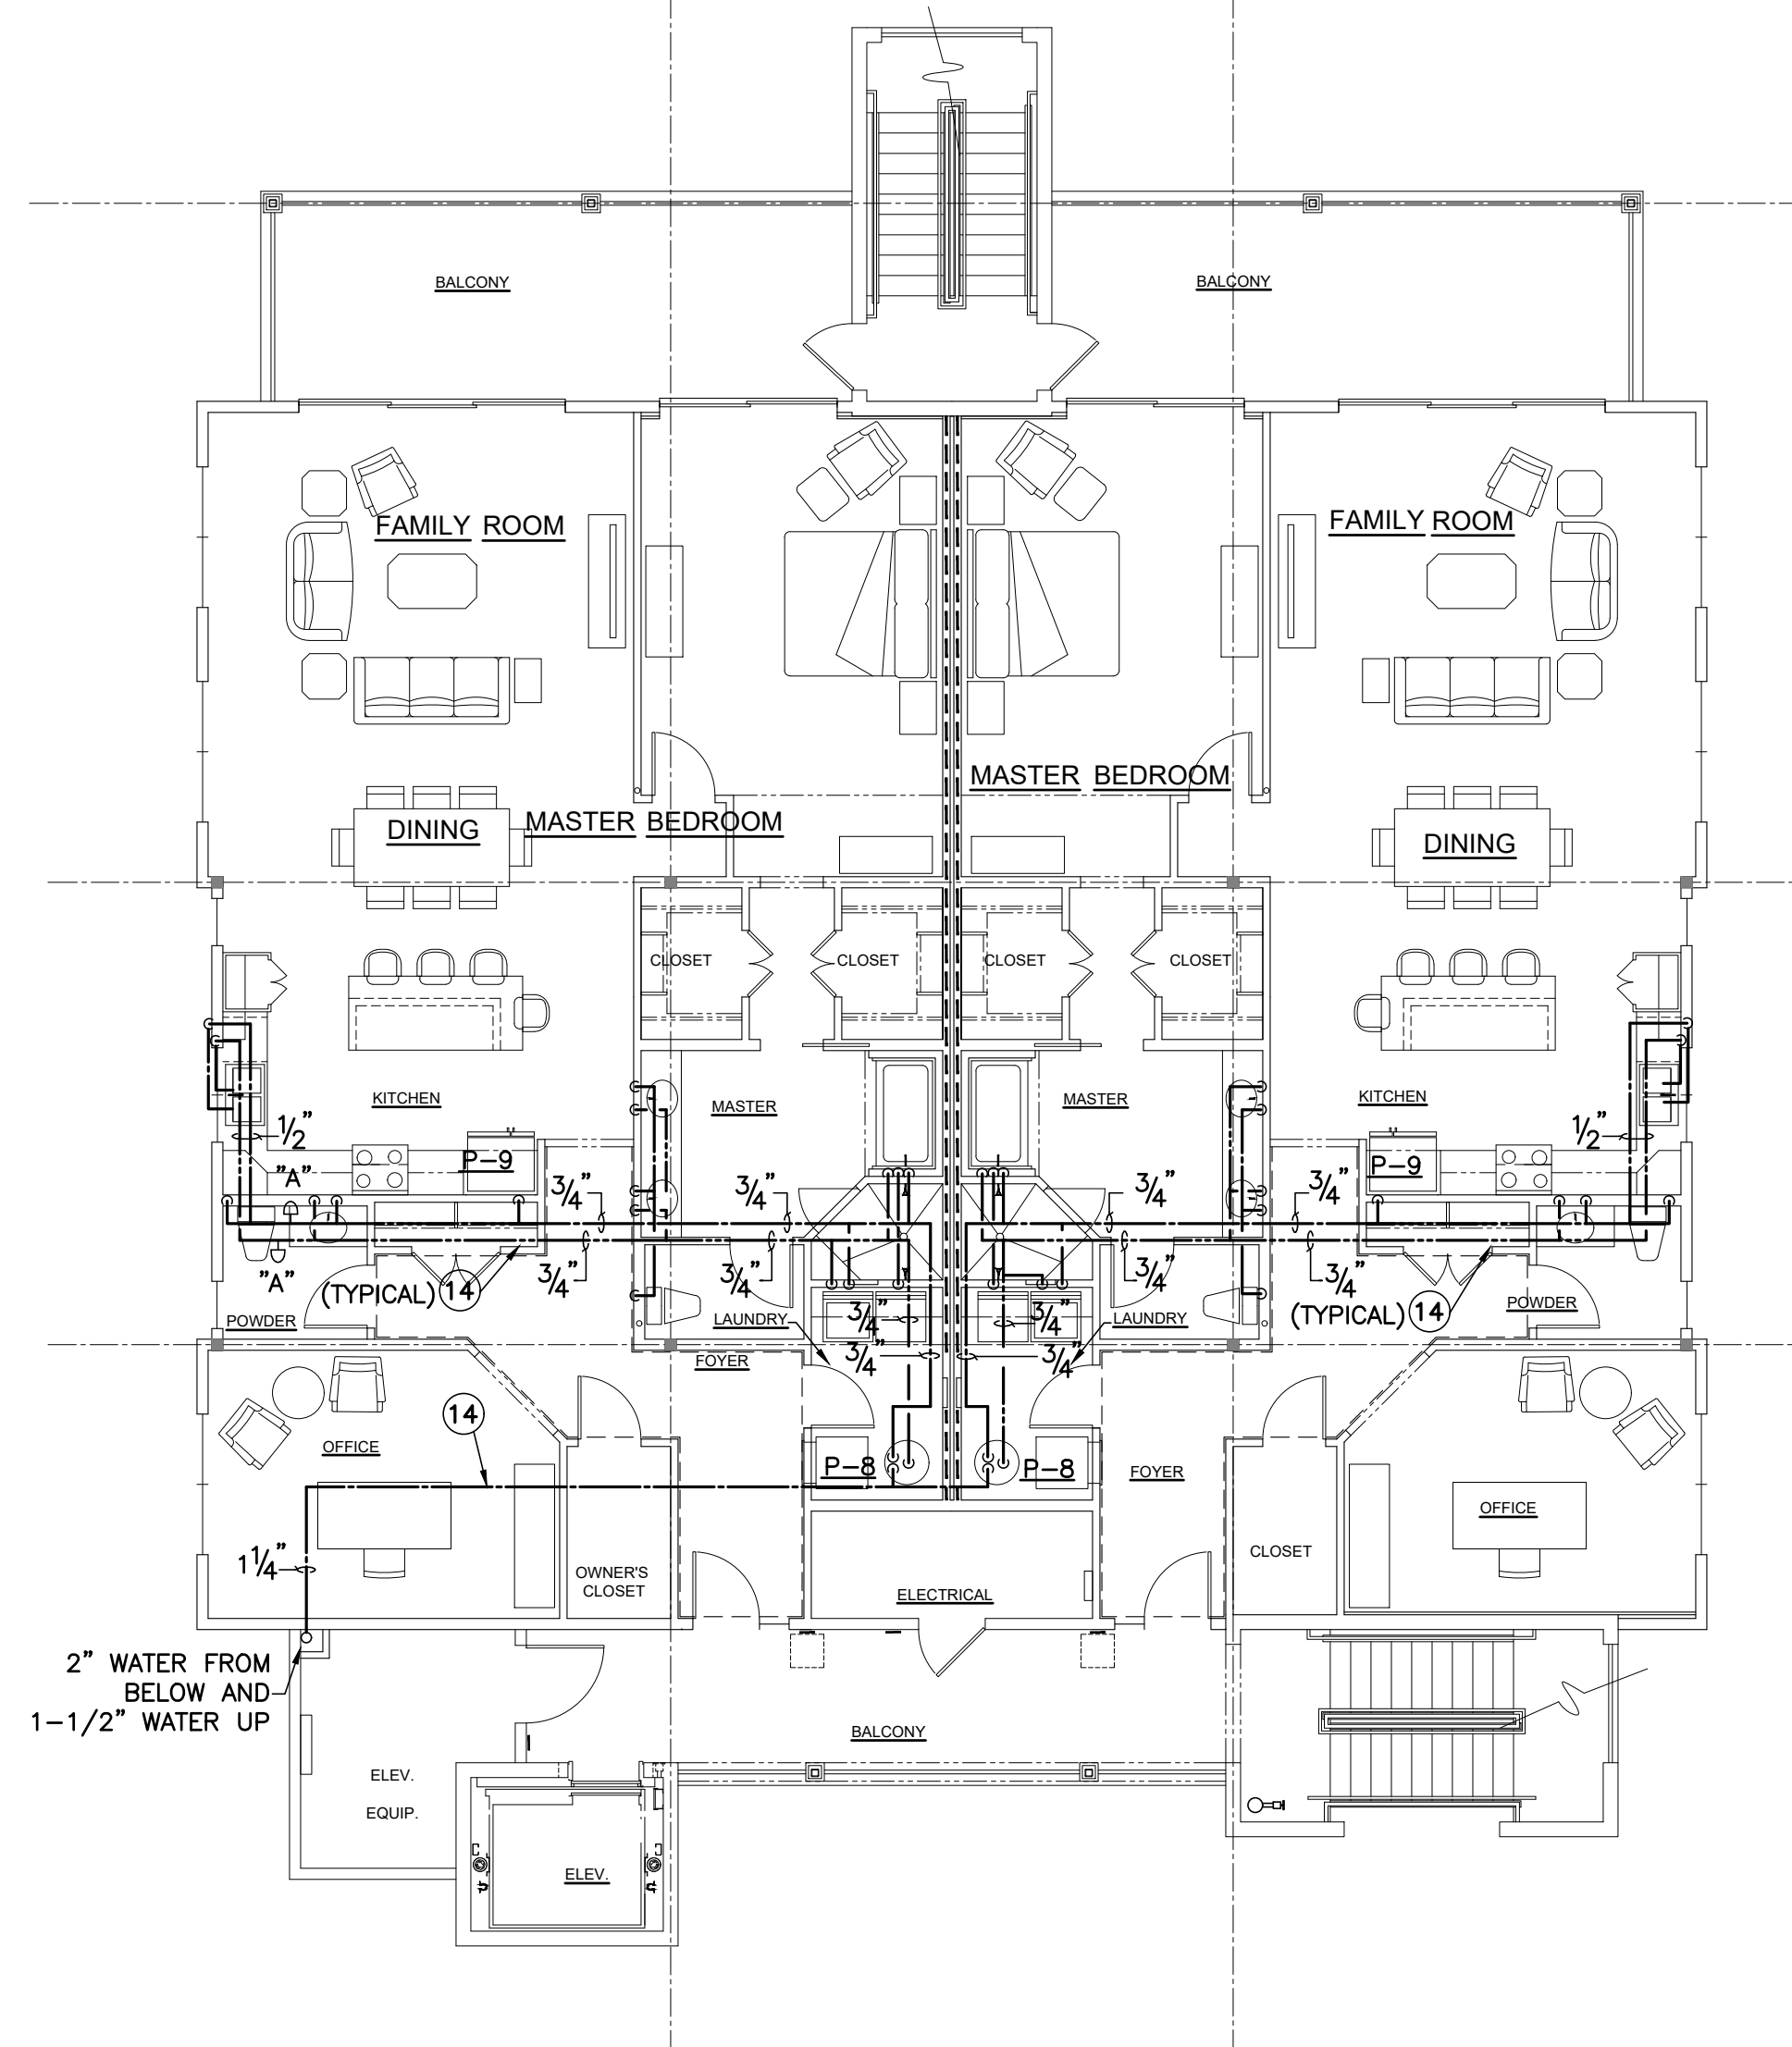 BALCONY
BALCONY
FAMILY ROOM
FAMILY ROOM
MASTER BEDROOM
MASTER BEDROOM
DINING
DINING
CLOSET
CLOSET
CLOSET
CLOSET
KITCHEN
MASTER
MASTER
KITCHEN
1/2"
1/2"
"A"
P-9
P-9
3/4"
3/4"
3/4"
3/4"
"A"
3/4"
3/4"
3/4"
3/4"
(TYPICAL) 14
(TYPICAL) 14
POWDER
POWDER
LAUNDRY
3/4"
3/4"
LAUNDRY
FOYER
3/4"
3/4"
14
OFFICE
P-8
P-8
FOYER
OFFICE
1 1/4"
OWNER'S
CLOSET
CLOSET
ELECTRICAL
2" WATER FROM
BELOW AND
1-1/2" WATER UP
BALCONY
ELEV.
EQUIP.
ELEV.